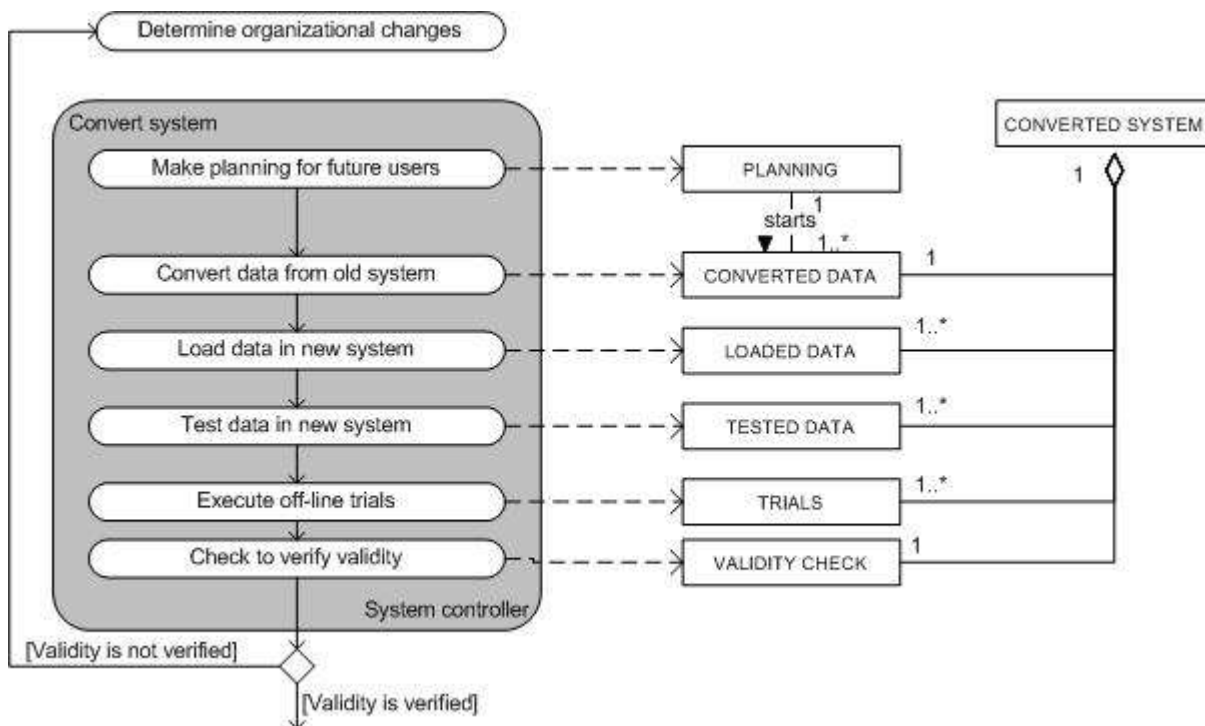 Determine organizational changes
Convert system
Make planning for future users
Convert data from old system
Load data in new system
Test data in new system
Execute off-line trials
Check to verify validity
System controller
[Validity is not verified]
[Validity is verified]
PLANNING
1
starts
1..*
CONVERTED DATA
1
LOADED DATA
1..*
TESTED DATA
1..*
TRIALS
1..*
VALIDITY CHECK
1
CONVERTED SYSTEM
1